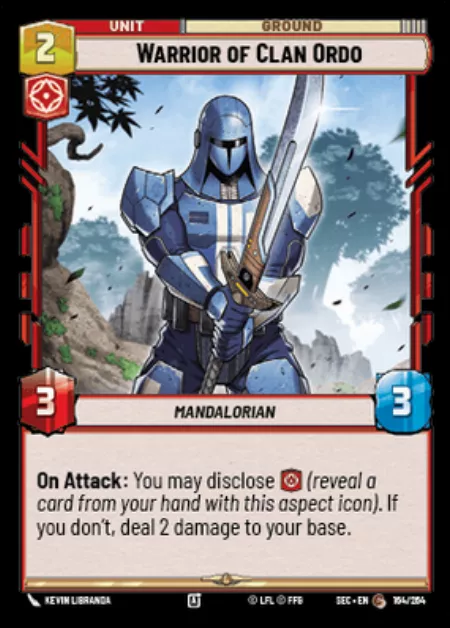 UNIT
GROUND
2
WARRIOR OF CLAN ORDO
3
MANDALORIAN
3
On Attack: You may disclose (reveal a
card from your hand with this aspect icon). If
you don't, deal 2 damage to your base.
KEVIN LIBRANDA
© LFL © FFG
SEC • EN
164/264